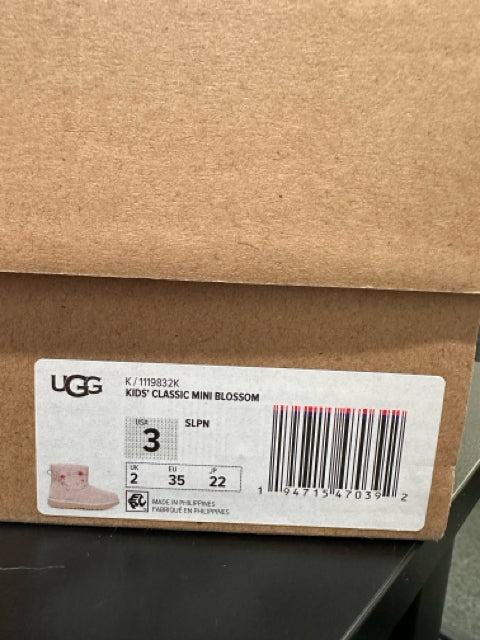 UGG
K / 1119832K
KIDS' CLASSIC MINI BLOSSOM
USA
3
SLPN
UK EU JP
2 35 22
MADE IN PHILIPPINES
FABRIQUÉ EN PHILIPPINES
1 94715 47039 2